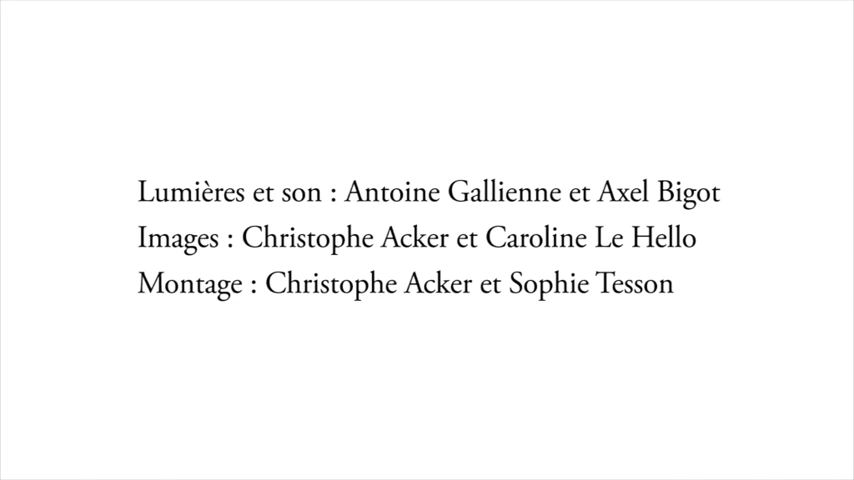 Lumières et son : Antoine Gallienne et Axel Bigot
Images : Christophe Acker et Caroline Le Hello
Montage : Christophe Acker et Sophie Tesson